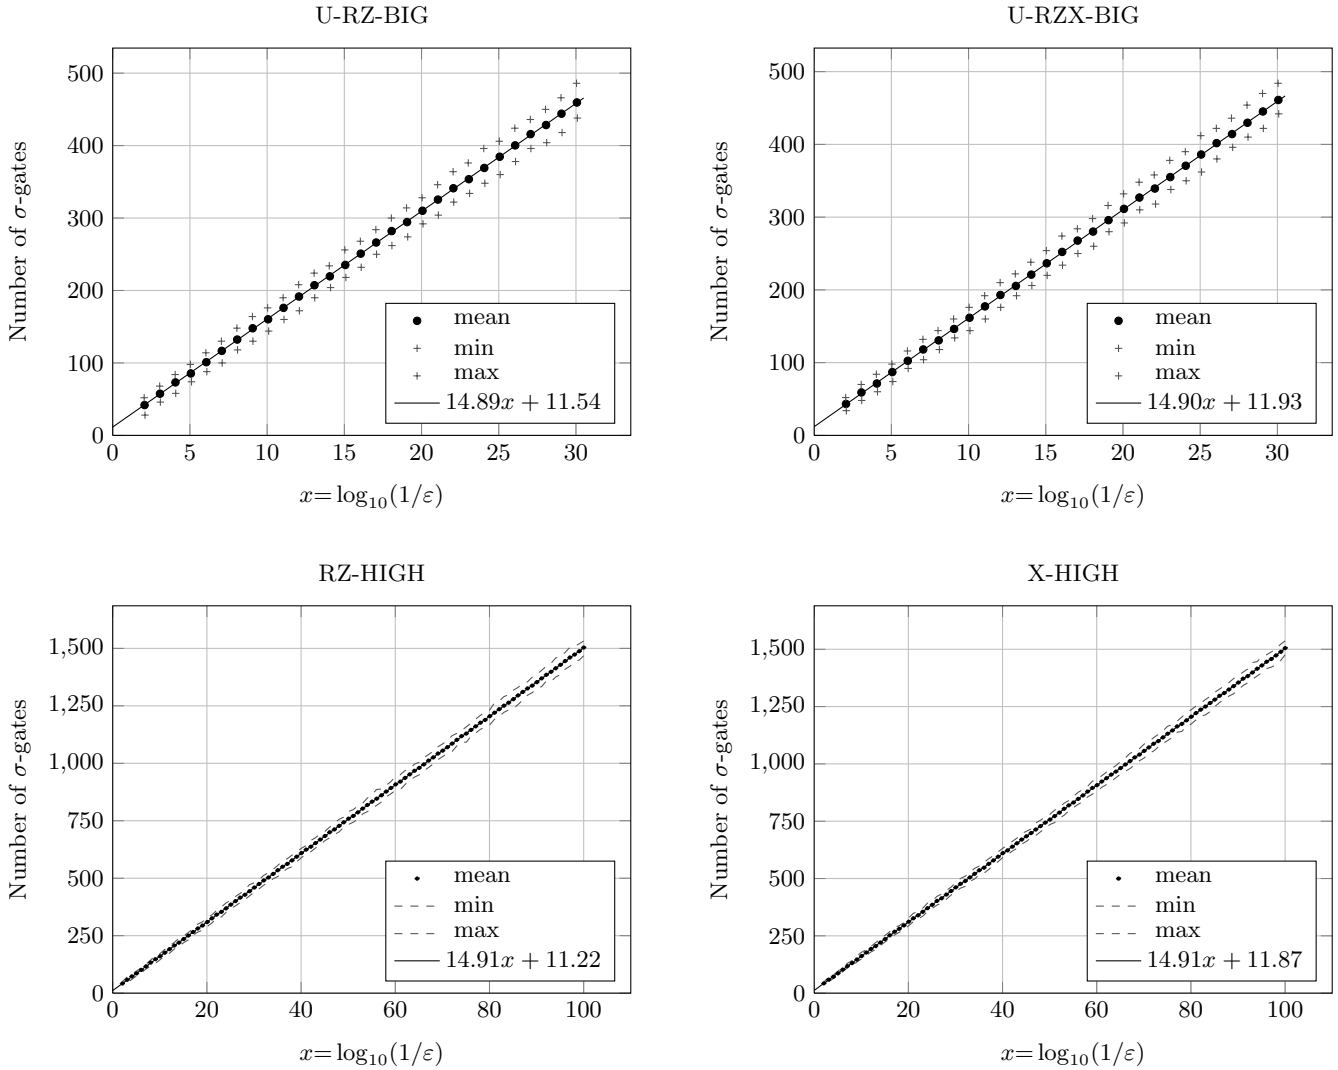 U-RZ-BIG
500
400
300
200
100
0
0 5 10 15 20 25 30
Number of σ-gates
x=log₁₀(1/ε)
mean
min
max
14.89x + 11.54
U-RZX-BIG
500
400
300
200
100
0
0 5 10 15 20 25 30
Number of σ-gates
x=log₁₀(1/ε)
mean
min
max
14.90x + 11.93
RZ-HIGH
1,500
1,250
1,000
750
500
250
0
0 20 40 60 80 100
Number of σ-gates
x=log₁₀(1/ε)
mean
min
max
14.91x + 11.22
X-HIGH
1,500
1,250
1,000
750
500
250
0
0 20 40 60 80 100
Number of σ-gates
x=log₁₀(1/ε)
mean
min
max
14.91x + 11.87